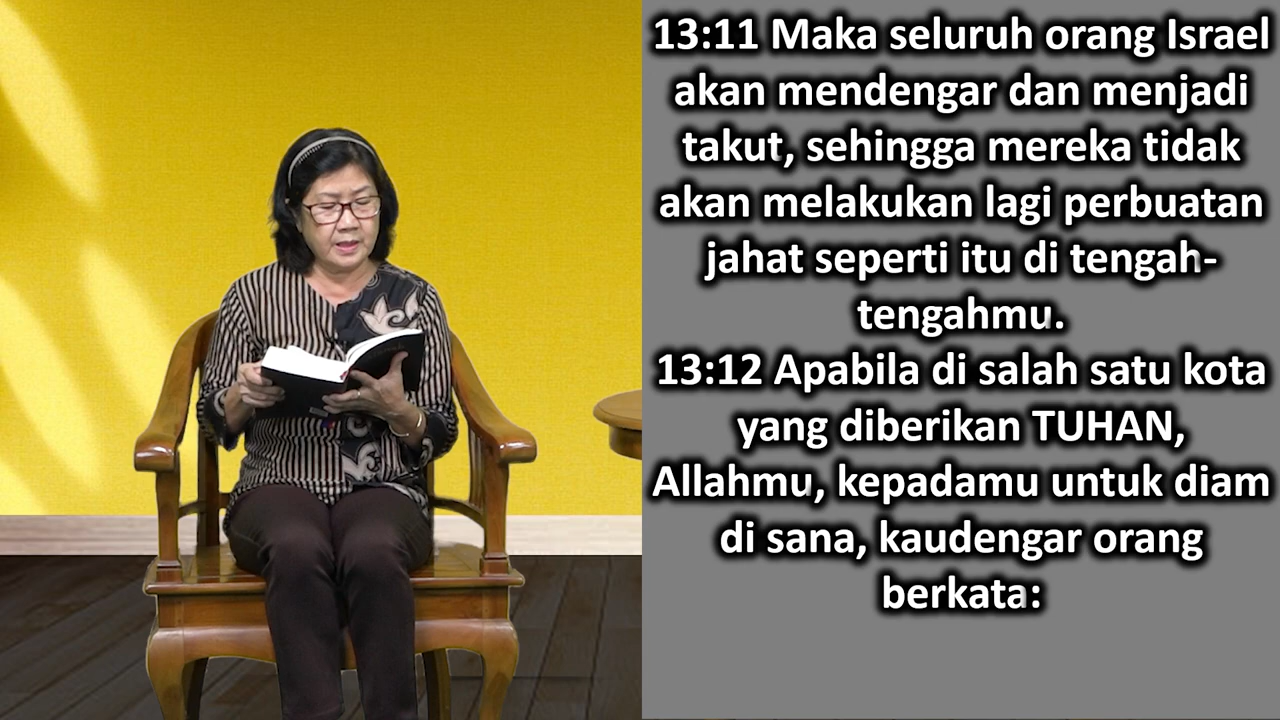 13:11 Maka seluruh orang Israel
akan mendengar dan menjadi
takut, sehingga mereka tidak
akan melakukan lagi perbuatan
jahat seperti itu di tengah-
tengahmu.
13:12 Apabila di salah satu kota
yang diberikan TUHAN,
Allahmu, kepadamu untuk diam
di sana, kaudengar orang
berkata: